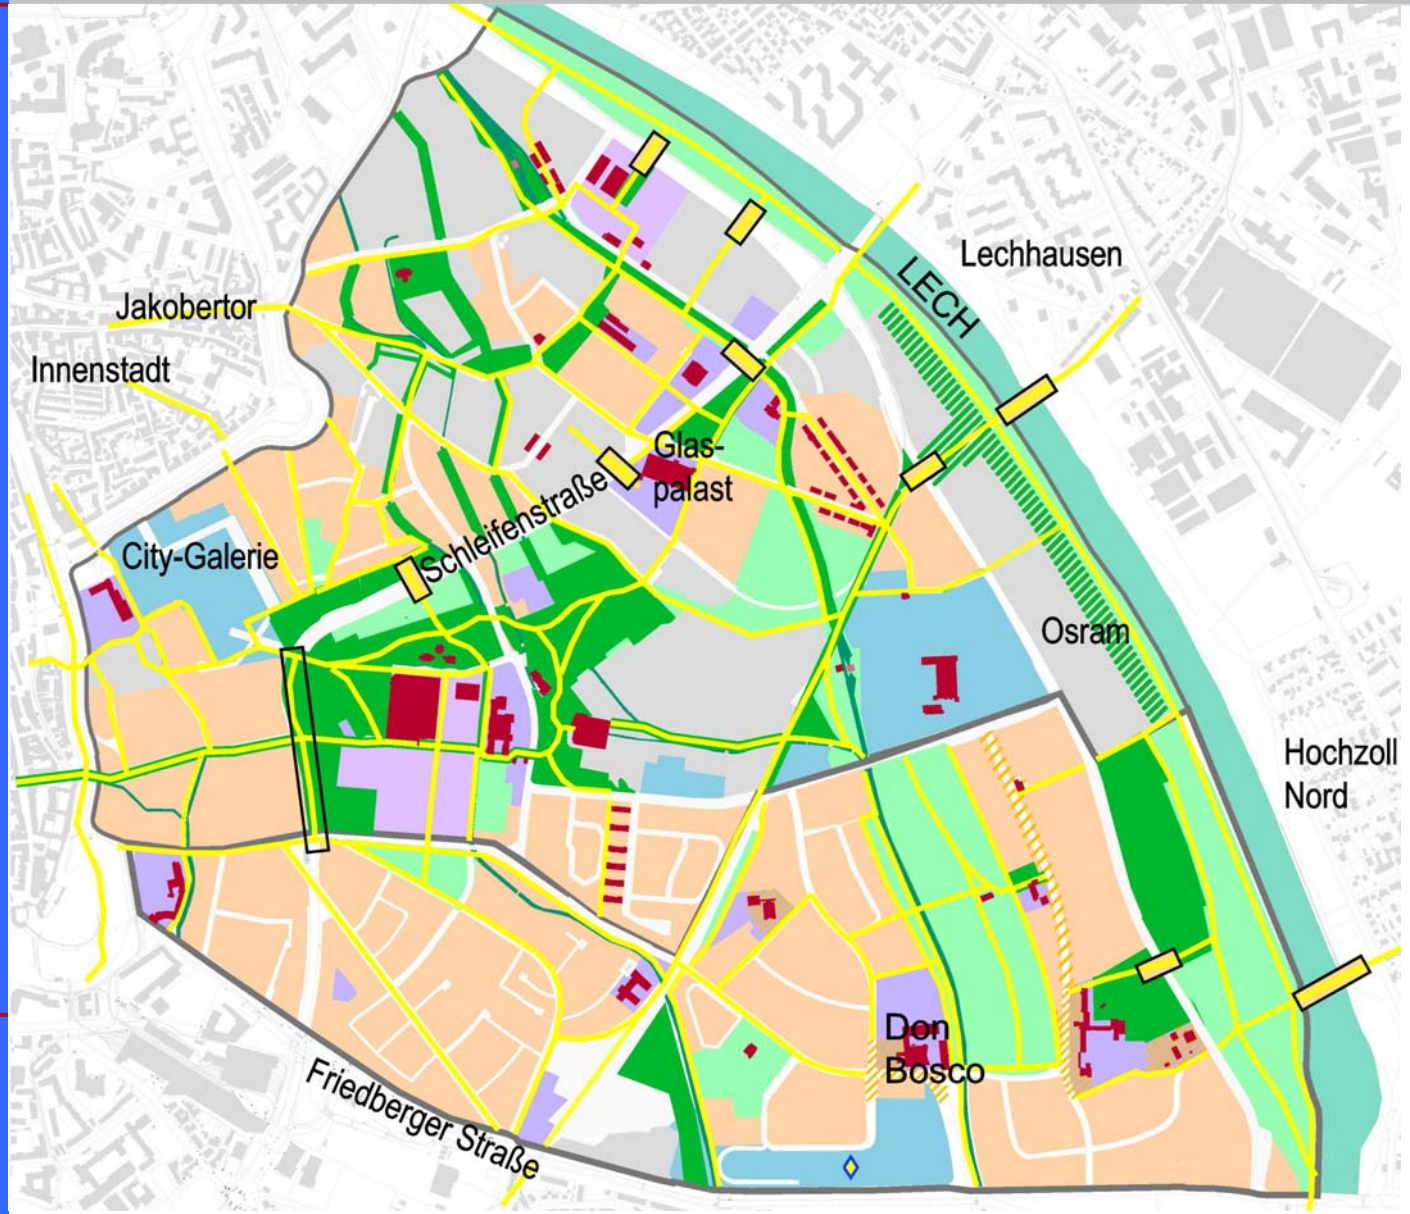 Lechhausen
LECH
Jakobertor
Innenstadt
Glas-
palast
Schleifenstraße
City-Galerie
Osram
Hochzoll
Nord
Don
Bosco
Friedberger Straße